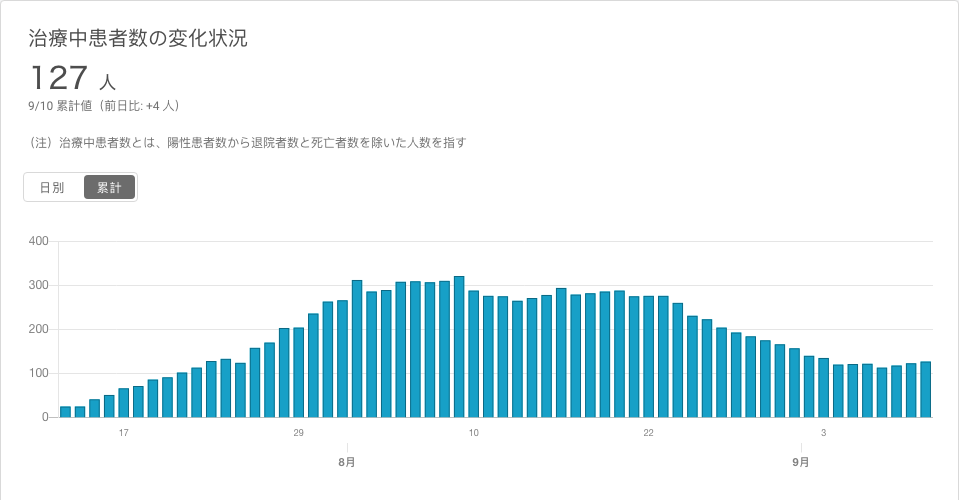 治療中患者数の変化状況
127 人
9/10 累計値（前日比: +4 人）
（注）治療中患者数とは、陽性患者数から退院者数と死亡者数を除いた人数を指す
日別 累計
400
300
200
100
0
17 29 10 22 3
8月 9月